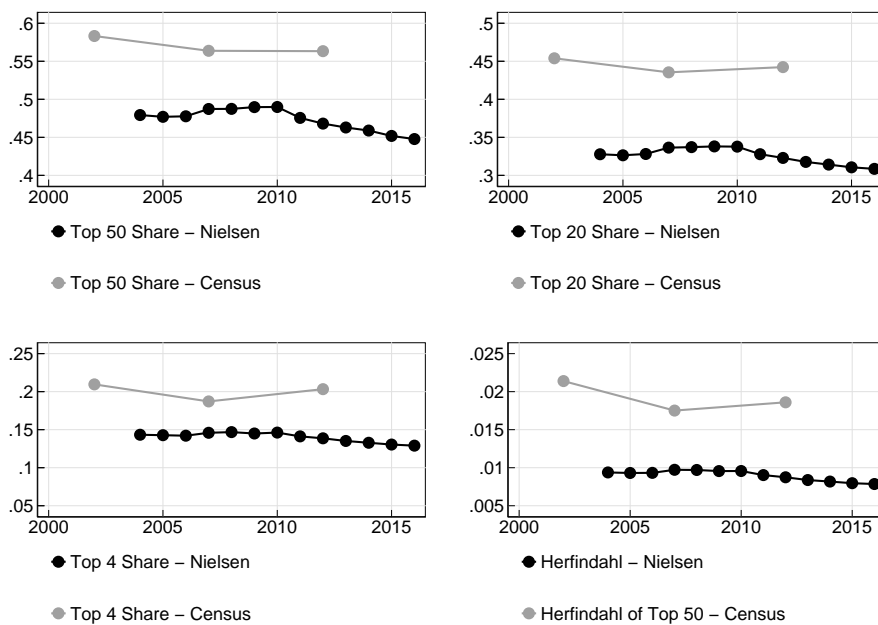 .6
.5
.45
.4
2000 2005 2010 2015
Top 50 Share – Nielsen
Top 50 Share – Census
.5
.45
.4
.35
.3
2000 2005 2010 2015
Top 20 Share – Nielsen
Top 20 Share – Census
.25
.2
.15
.1
.05
2000 2005 2010 2015
Top 4 Share – Nielsen
Top 4 Share – Census
.025
.02
.015
.01
.005
2000 2005 2010 2015
Herfindahl – Nielsen
Herfindahl of Top 50 – Census